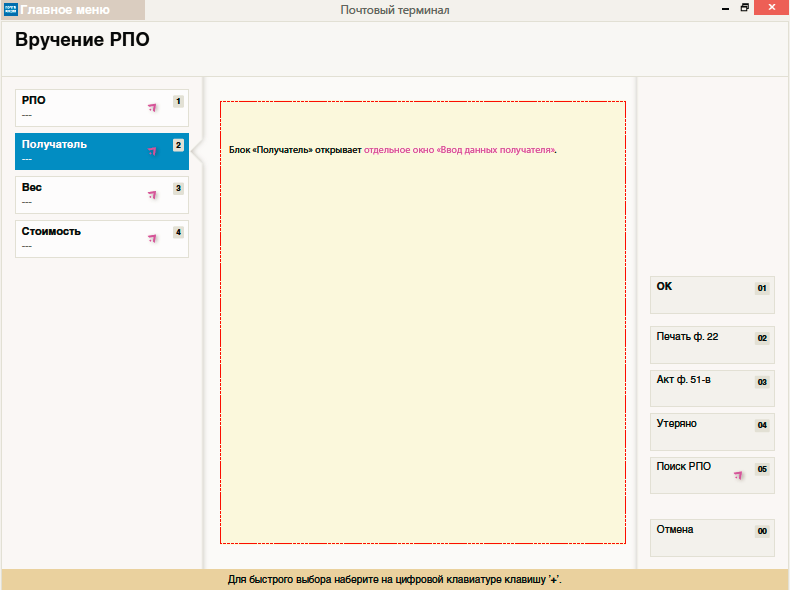 Главное меню
Почтовый терминал
Вручение РПО
РПО 1
---
Получатель 2
---
Вес 3
---
Стоимость 4
---
Блок «Получатель» открывает отдельное окно «Ввод данных получателя».
OK 01
Печать ф. 22 02
Акт ф. 51-в 03
Утеряно 04
Поиск РПО 05
Отмена 00
Для быстрого выбора наберите на цифровой клавиатуре клавишу '+'.